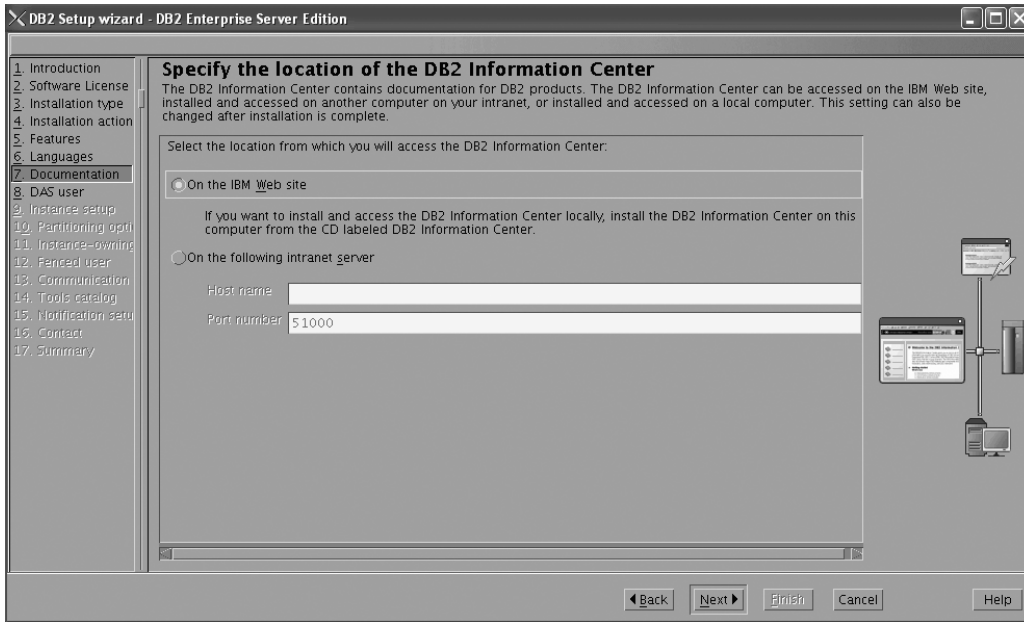 DB2 Setup wizard - DB2 Enterprise Server Edition
1. Introduction
2. Software License
3. Installation type
4. Installation action
5. Features
6. Languages
7. Documentation
8. DAS user
9. Instance setup
10. Partitioning opti
11. Instance-owning
12. Fenced user
13. Communication
14. Tools catalog
15. Notification setu
16. Contact
17. Summary
Specify the location of the DB2 Information Center
The DB2 Information Center contains documentation for DB2 products. The DB2 Information Center can be accessed on the IBM Web site,
installed and accessed on another computer on your intranet, or installed and accessed on a local computer. This setting can also be
changed after installation is complete.
Select the location from which you will access the DB2 Information Center:
On the IBM Web site
If you want to install and access the DB2 Information Center locally, install the DB2 Information Center on this
computer from the CD labeled DB2 Information Center.
On the following intranet server
Host name
Port number 51000
Back Next Finish Cancel Help